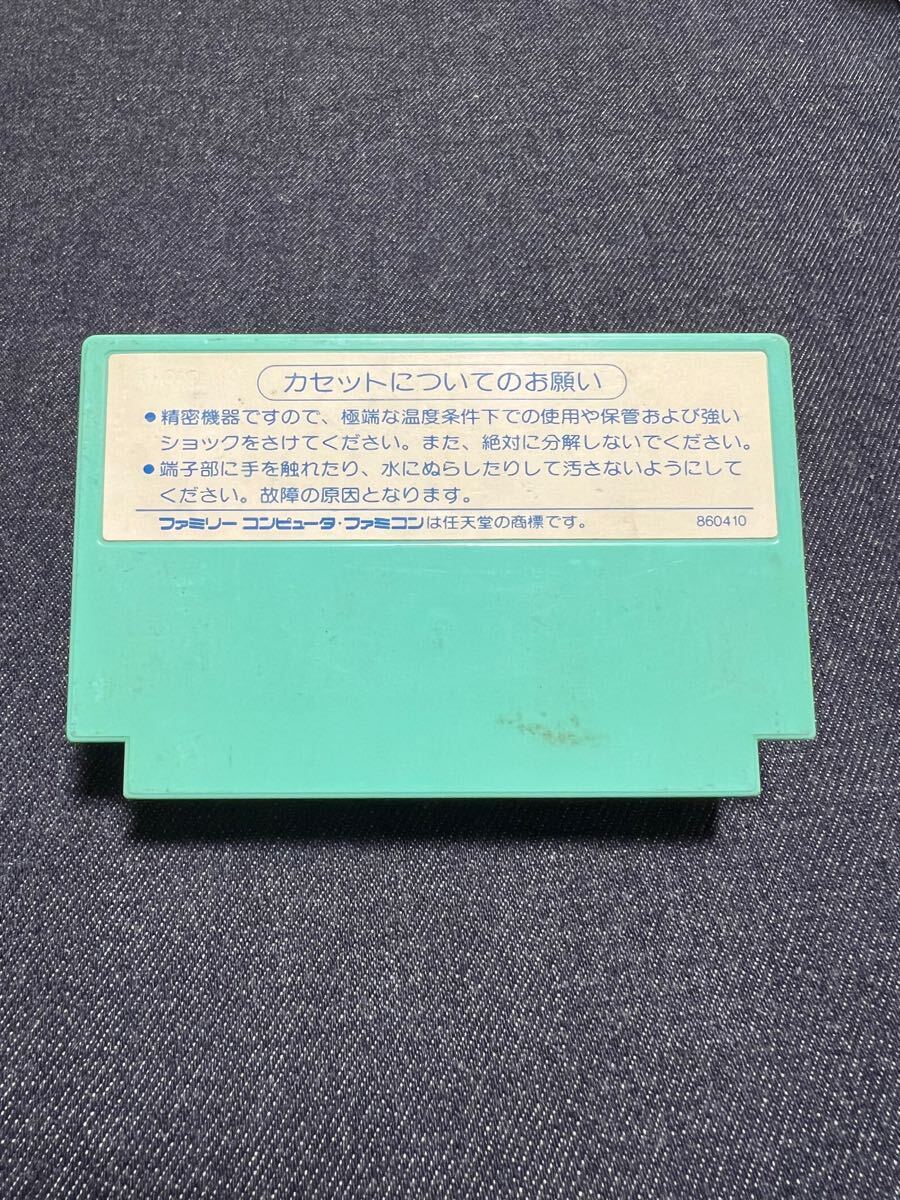 カセットについてのお願い
●精密機器ですので、極端な温度条件下での使用や保管および強い
ショックをさけてください。また、絶対に分解しないでください。
●端子部に手を触れたり、水にぬらしたりして汚さないようにして
ください。故障の原因となります。
ファミリー コンピュータ・ファミコンは任天堂の商標です。 860410